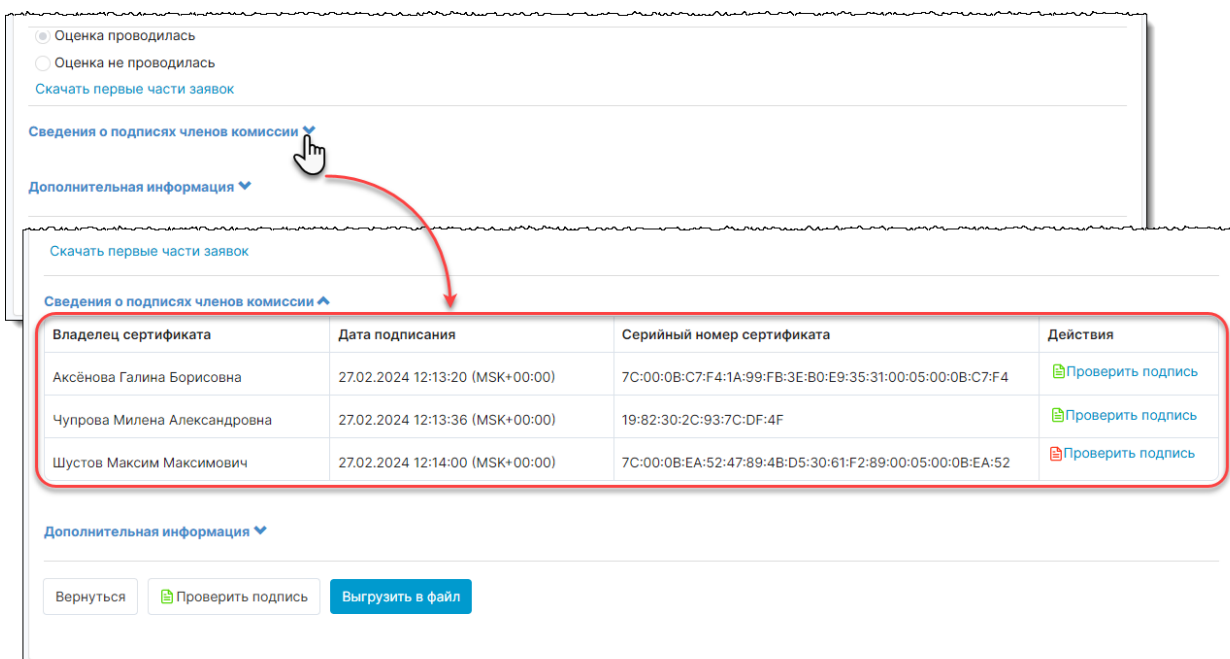 Оценка проводилась
Оценка не проводилась
Скачать первые части заявок
Сведения о подписях членов комиссии
Дополнительная информация
Скачать первые части заявок
Сведения о подписях членов комиссии
Владелец сертификата Дата подписания Серийный номер сертификата Действия
Аксёнова Галина Борисовна 27.02.2024 12:13:20 (MSK+00:00) 7C:00:0B:C7:F4:1A:99:FB:3E:B0:E9:35:31:00:05:00:0B:C7:F4 Проверить подпись
Чупрова Милена Александровна 27.02.2024 12:13:36 (MSK+00:00) 19:82:30:2C:93:7C:DF:4F Проверить подпись
Шустов Максим Максимович 27.02.2024 12:14:00 (MSK+00:00) 7C:00:0B:EA:52:47:89:4B:D5:30:61:F2:89:00:05:00:0B:EA:52 Проверить подпись
Дополнительная информация
Вернуться Проверить подпись Выгрузить в файл